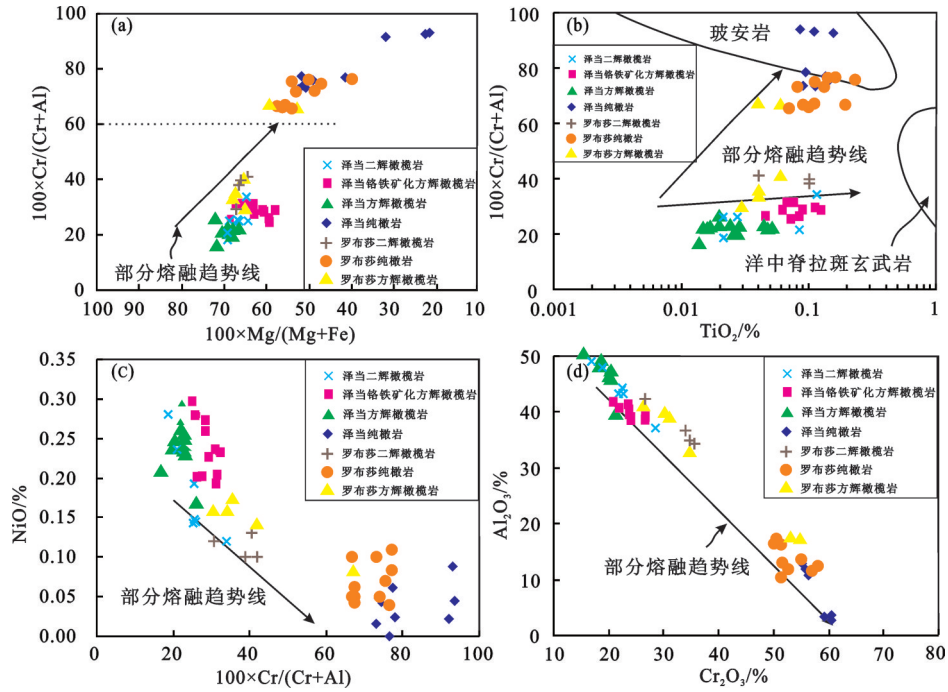 (a)
100×Cr/(Cr+Al)
100
80
60
40
20
0
泽当二辉橄榄岩
泽当铬铁矿化方辉橄榄岩
泽当方辉橄榄岩
泽当纯橄岩
罗布莎二辉橄榄岩
罗布莎纯橄岩
罗布莎方辉橄榄岩
部分熔融趋势线
100 90 80 70 60 50 40 30 20 10
100×Mg/(Mg+Fe)
(b)
100×Cr/(Cr+Al)
100
80
60
40
20
0
玻安岩
泽当二辉橄榄岩
泽当铬铁矿化方辉橄榄岩
泽当方辉橄榄岩
泽当纯橄岩
罗布莎二辉橄榄岩
罗布莎纯橄岩
罗布莎方辉橄榄岩
部分熔融趋势线
洋中脊拉斑玄武岩
0.001 0.01 0.1 1
TiO₂/%
(c)
NiO/%
0.35
0.30
0.25
0.20
0.15
0.10
0.05
0.00
泽当二辉橄榄岩
泽当铬铁矿化方辉橄榄岩
泽当方辉橄榄岩
泽当纯橄岩
罗布莎二辉橄榄岩
罗布莎纯橄岩
罗布莎方辉橄榄岩
部分熔融趋势线
0 20 40 60 80 100
100×Cr/(Cr+Al)
(d)
Al₂O₃/%
50
40
30
20
10
0
泽当二辉橄榄岩
泽当铬铁矿化方辉橄榄岩
泽当方辉橄榄岩
泽当纯橄岩
罗布莎二辉橄榄岩
罗布莎纯橄岩
罗布莎方辉橄榄岩
部分熔融趋势线
10 20 30 40 50 60 70 80
Cr₂O₃/%